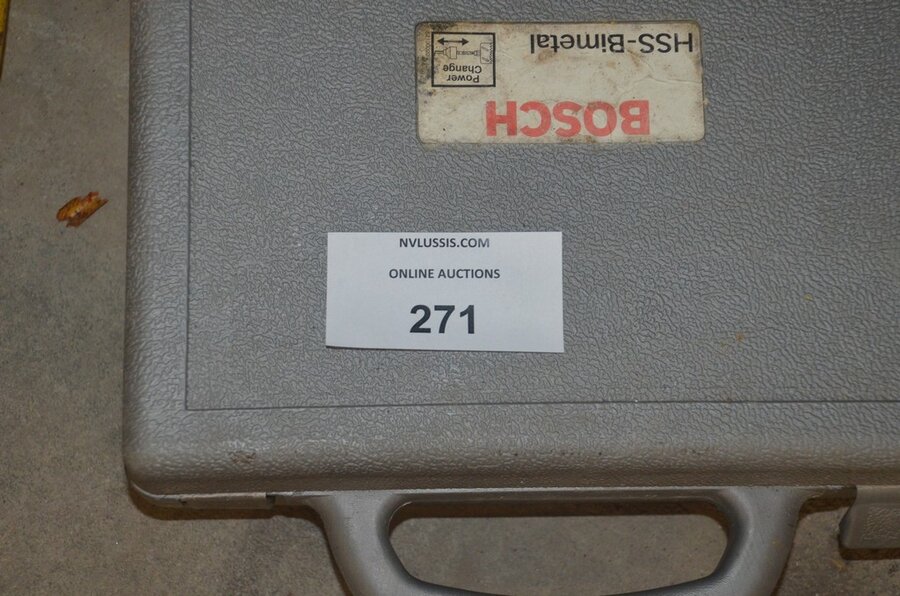 BOSCH
HSS-Bimetal
Power
Change
NVLUSSIS.COM
ONLINE AUCTIONS
271